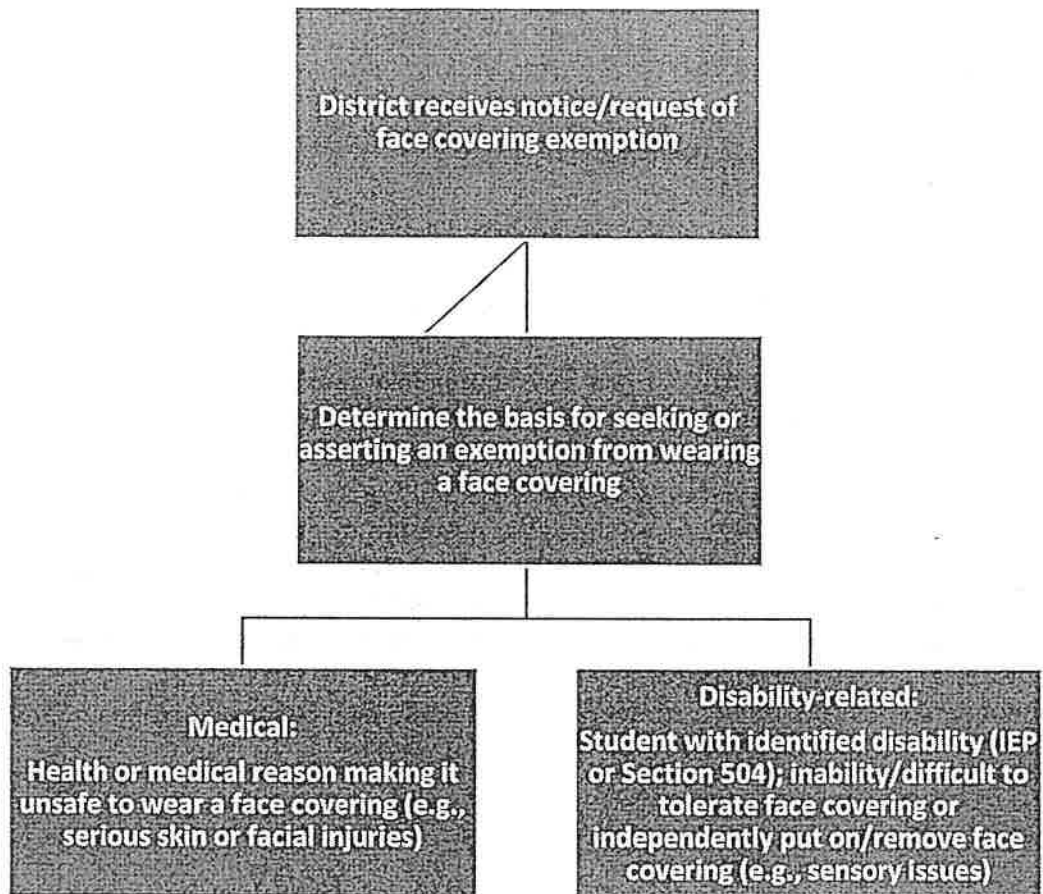 District receives notice/request of
face covering exemption
Determine the basis for seeking or
asserting an exemption from wearing
a face covering
Medical:
Health or medical reason making it
unsafe to wear a face covering (e.g.,
serious skin or facial injuries)
Disability-related:
Student with identified disability (IEP
or Section 504); inability/difficult to
tolerate face covering or
independently put on/remove face
covering (e.g., sensory issues)